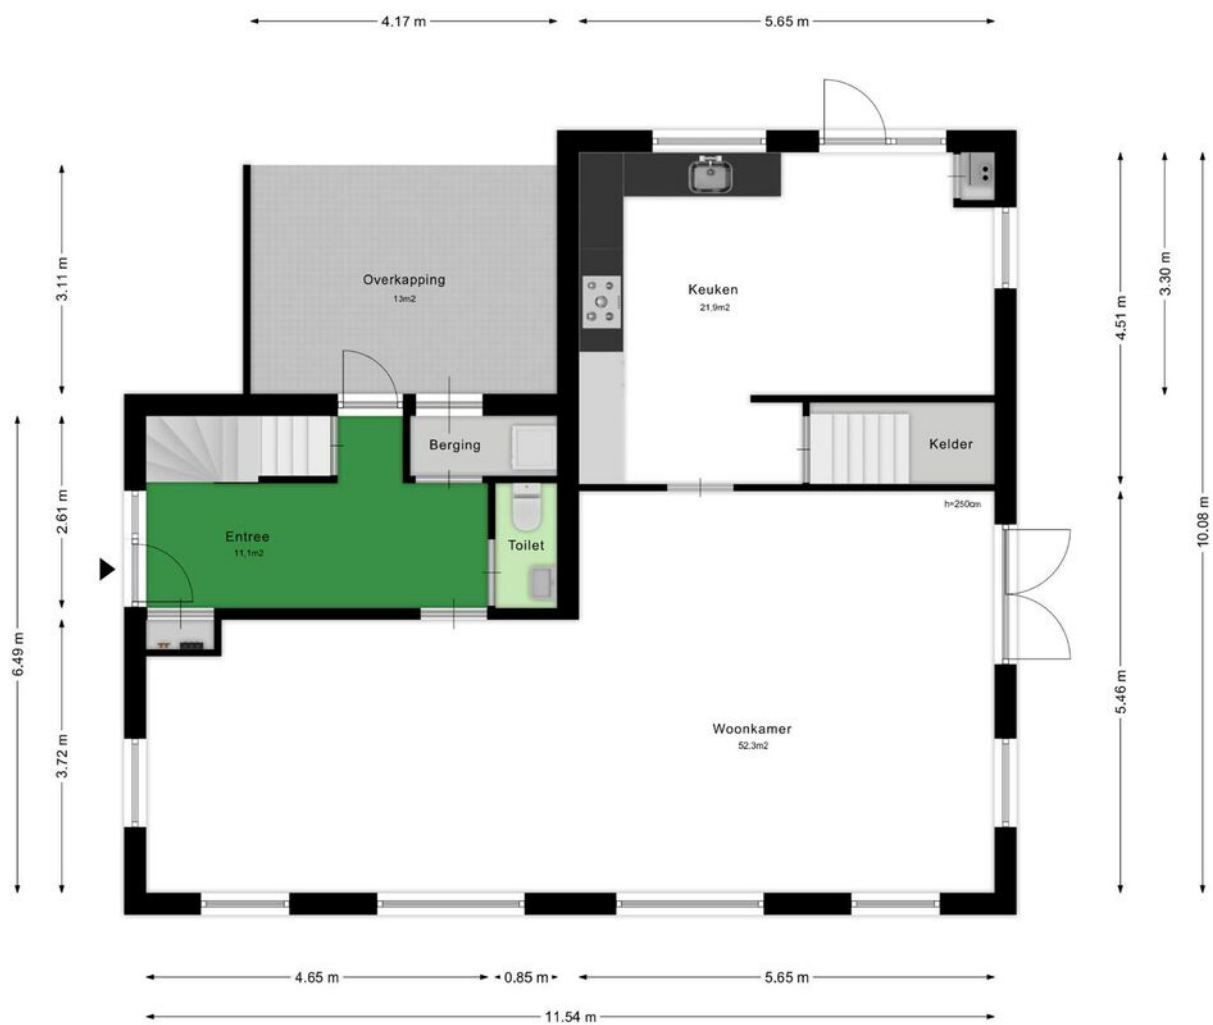 4.17 m
5.65 m
3.11 m
Overkapping
13m2
Keuken
21,9m2
4.51 m
3.30 m
10.08 m
Berging
Kelder
h=250cm
2.61 m
Entree
11,1m2
Toilet
6.49 m
3.72 m
Woonkamer
52,3m2
5.46 m
4.65 m
0.85 m
5.65 m
11.54 m